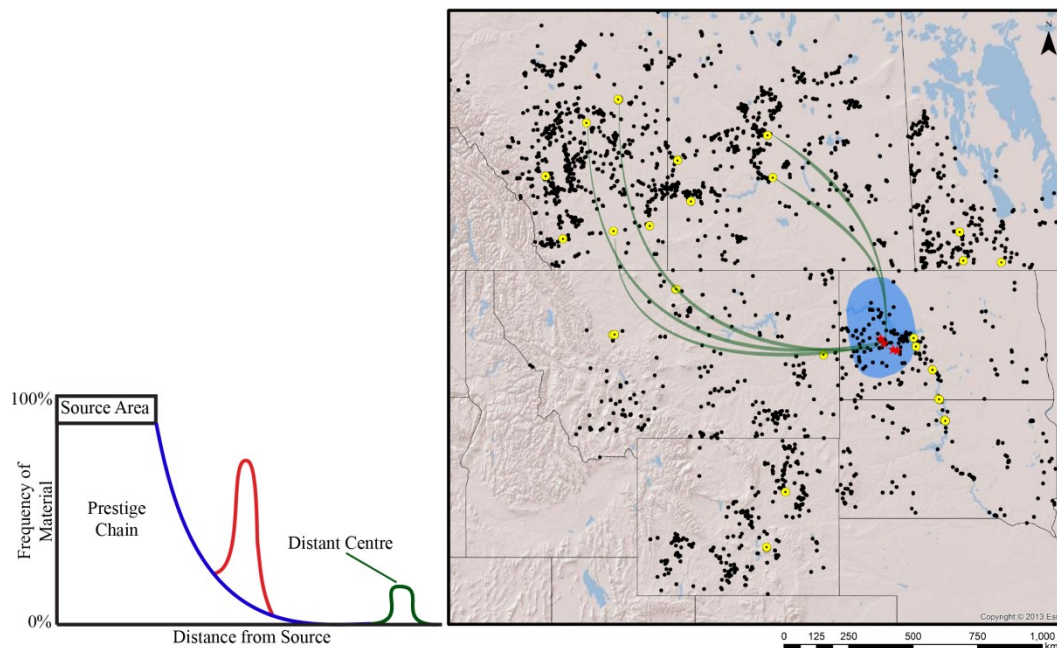 100%
Source Area
Frequency of
Material
Prestige
Chain
Distant Centre
0%
Distance from Source
N
Copyright © 2013 Es
0 125 250 500 750 1,000
km